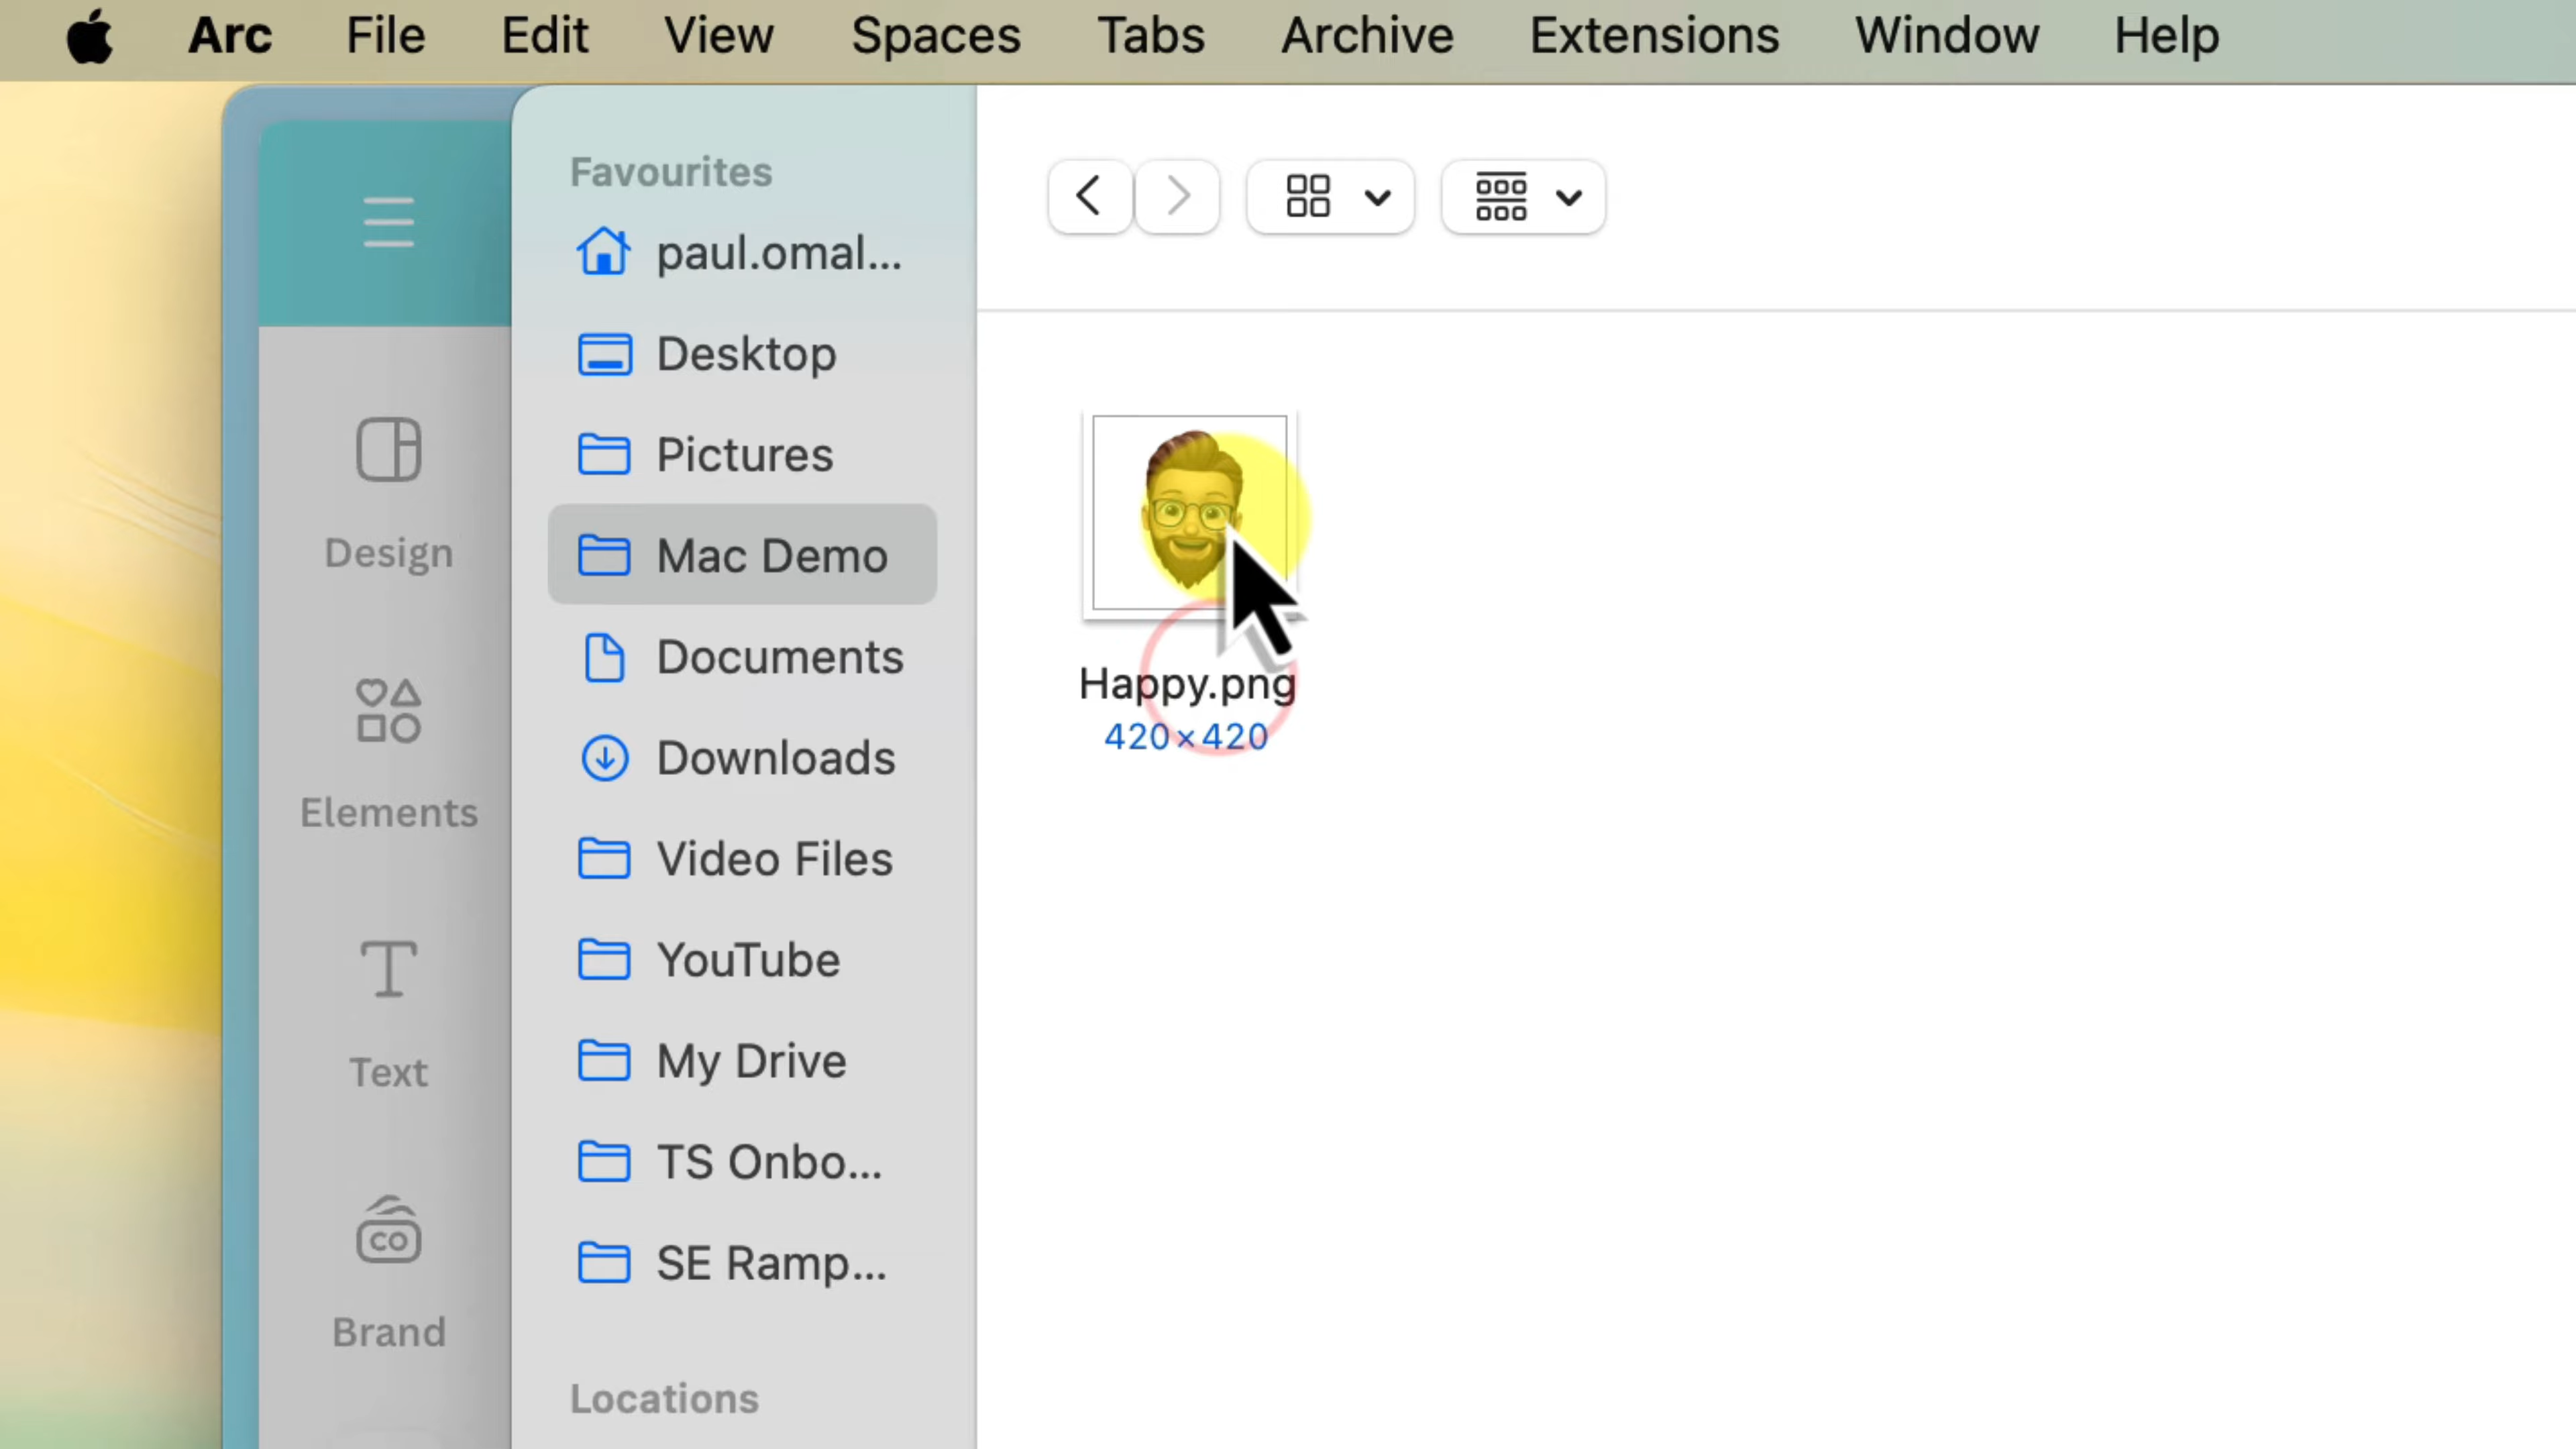 Arc File Edit View Spaces Tabs Archive Extensions Window Help
Design
Elements
Text
CO
Brand
Favourites
paul.omal...
Desktop
Pictures
Mac Demo
Documents
Downloads
Video Files
YouTube
My Drive
TS Onbo...
SE Ramp...
Locations
Happy.png
420×420